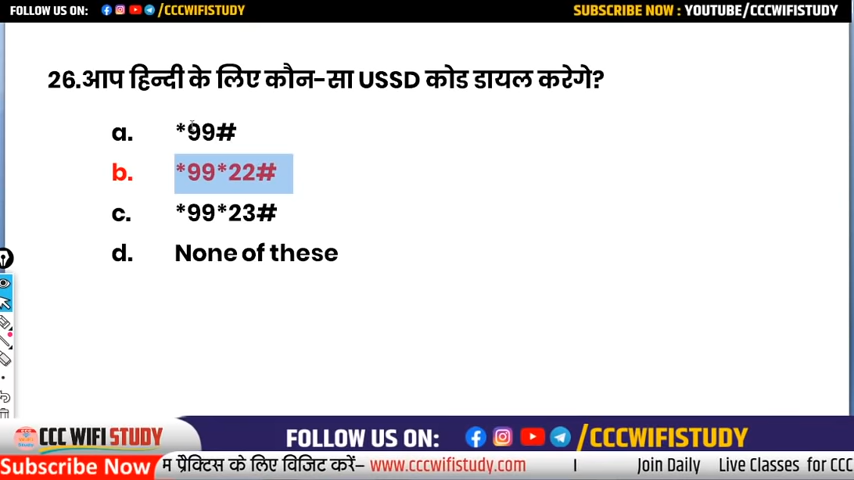 FOLLOW US ON: /CCCWIFISTUDY SUBSCRIBE NOW : YOUTUBE/CCCWIFISTUDY
26.आप हिन्दी के लिए कौन-सा USSD कोड डायल करेगे?
a. *99#
b. *99*22#
c. *99*23#
d. None of these
CCC WIFI STUDY FOLLOW US ON: /CCCWIFISTUDY
Subscribe Now म प्रैक्टिस के लिए विजिट करें– www.cccwifistudy.com I Join Daily Live Classes for CCC